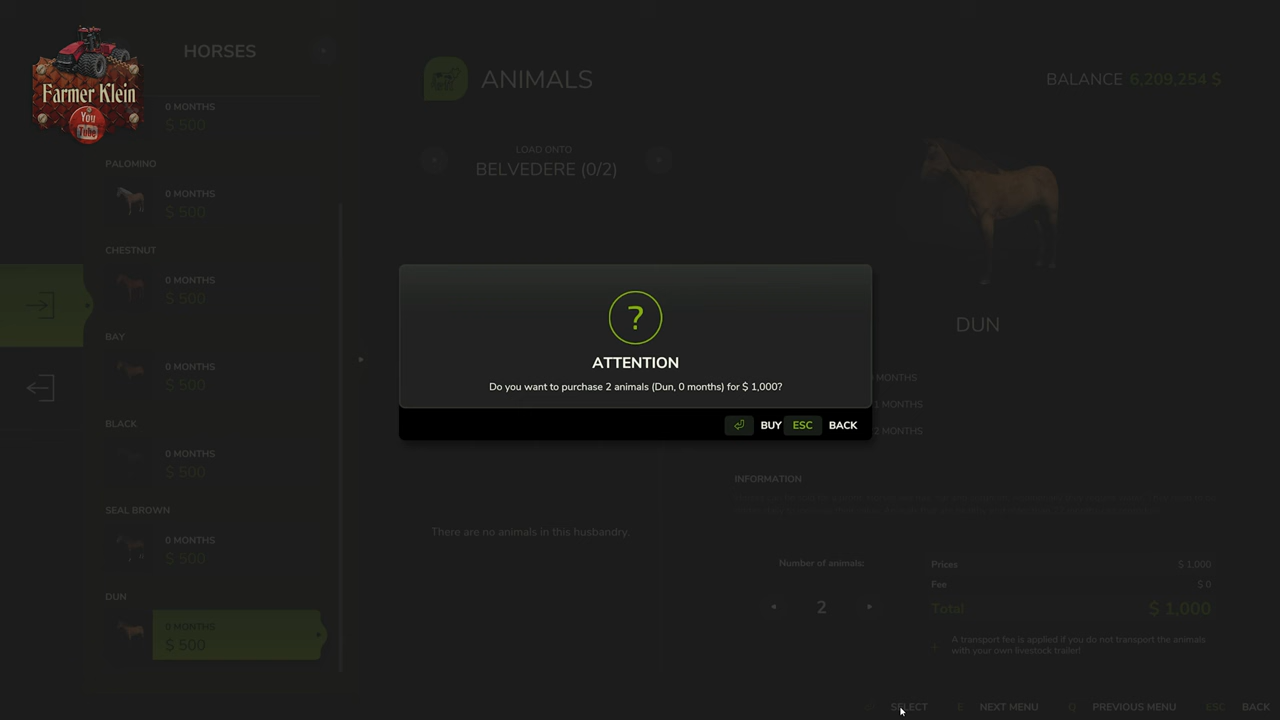 Farmer Klein
You
Tube
HORSES
0 MONTHS
$ 500
PALOMINO
0 MONTHS
$ 500
CHESTNUT
0 MONTHS
$ 500
BAY
0 MONTHS
$ 500
BLACK
0 MONTHS
$ 500
SEAL BROWN
0 MONTHS
$ 500
DUN
0 MONTHS
$ 500
ANIMALS
BALANCE 6,209,254 $
LOAD ONTO
BELVEDERE (0/2)
There are no animals in this husbandry.
?
ATTENTION
Do you want to purchase 2 animals (Dun, 0 months) for $ 1,000?
BUY ESC BACK
DUN
MONTHS
1 MONTHS
2 MONTHS
INFORMATION
Number of animals:
2
Prices $ 1,000
Fee $ 0
Total $ 1,000
A transport fee is applied if you do not transport the animals
with your own livestock trailer!
SELECT E NEXT MENU Q PREVIOUS MENU ESC BACK